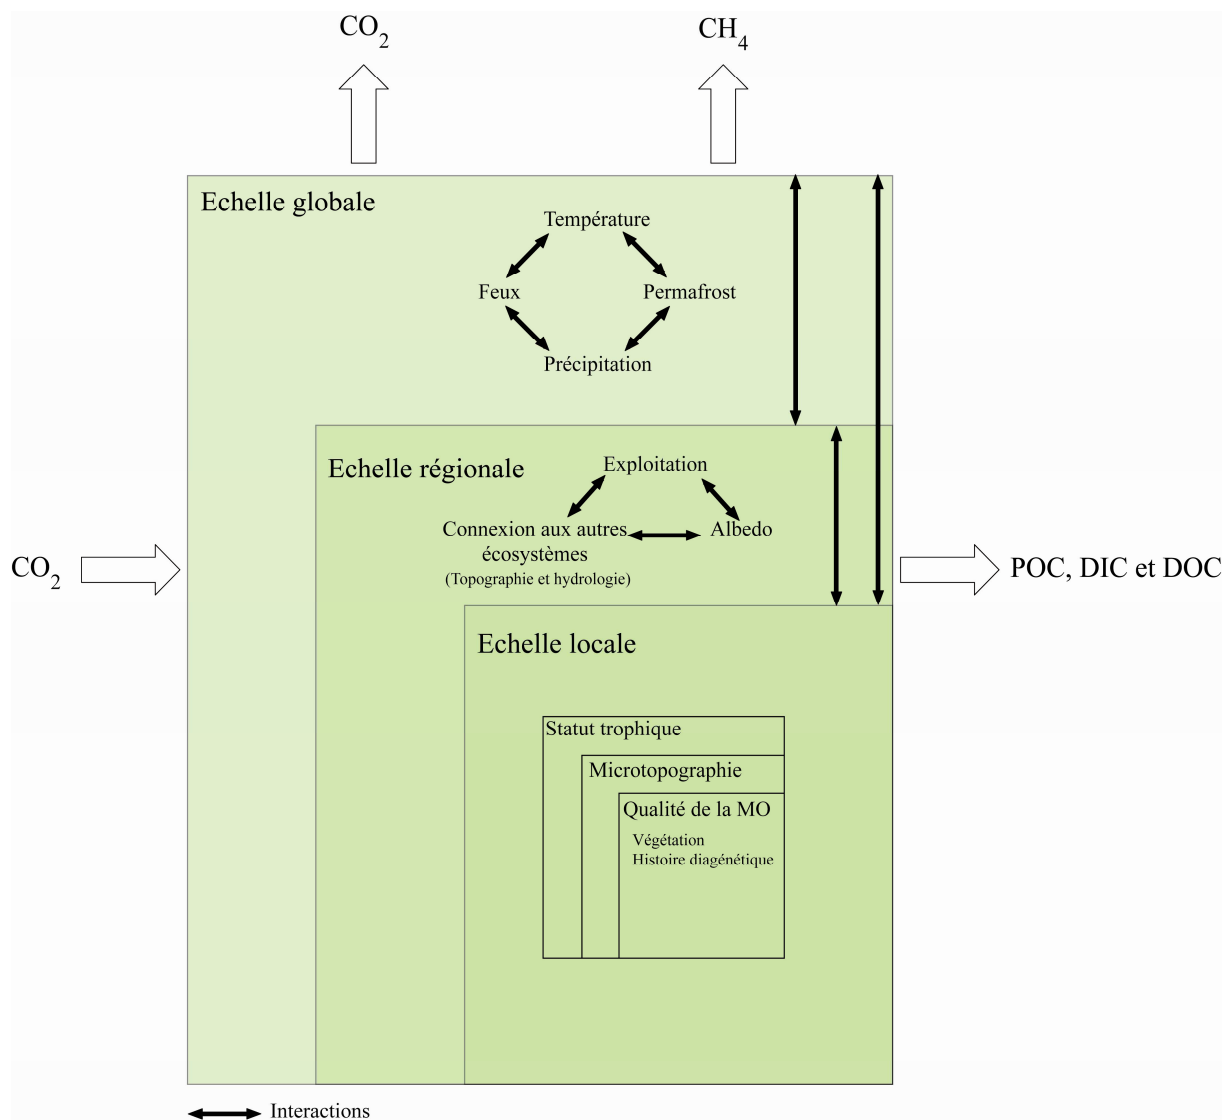 CO2
CH4
Echelle globale
Température
Feux
Permafrost
Précipitation
Echelle régionale
Exploitation
Connexion aux autres
écosystèmes
(Topographie et hydrologie)
Albedo
CO2
POC, DIC et DOC
Echelle locale
Statut trophique
Microtopographie
Qualité de la MO
Végétation
Histoire diagénétique
Interactions